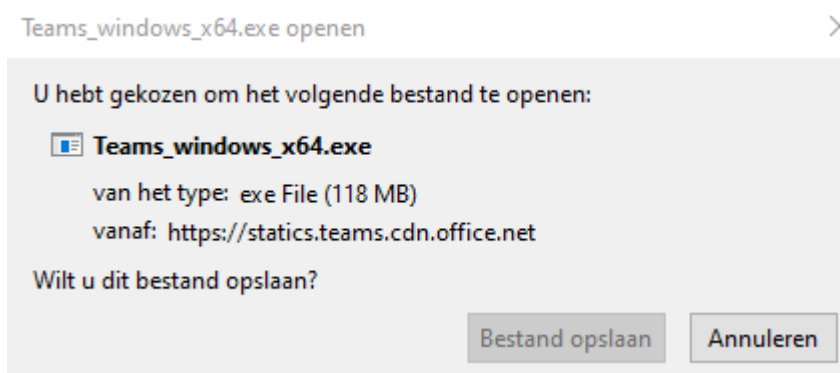 Teams_windows_x64.exe openen
U hebt gekozen om het volgende bestand te openen:
Teams_windows_x64.exe
van het type: exe File (118 MB)
vanaf: https://statics.teams.cdn.office.net
Wilt u dit bestand opslaan?
Bestand opslaan Annuleren